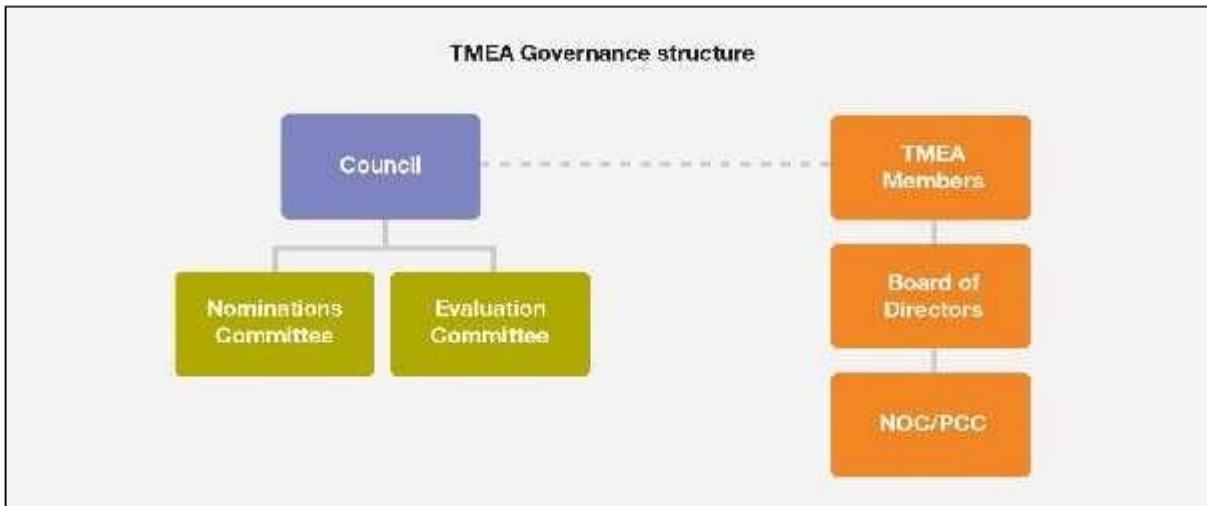 TMEA Governance structure
Council
TMEA
Members
Nominations
Committee
Evaluation
Committee
Board of
Directors
NOC/PCC